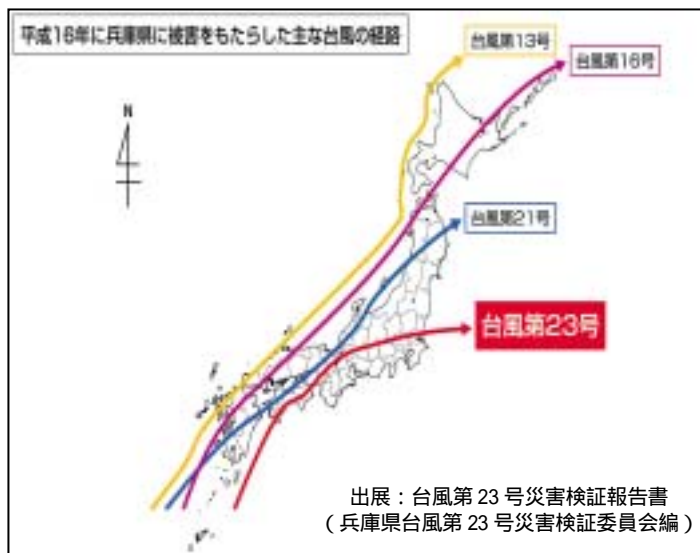 平成16年に兵庫県に被害をもたらした主な台風の経路
台風第13号
台風第16号
N
台風第21号
台風第23号
出展：台風第23号災害検証報告書
（兵庫県台風第23号災害検証委員会編）